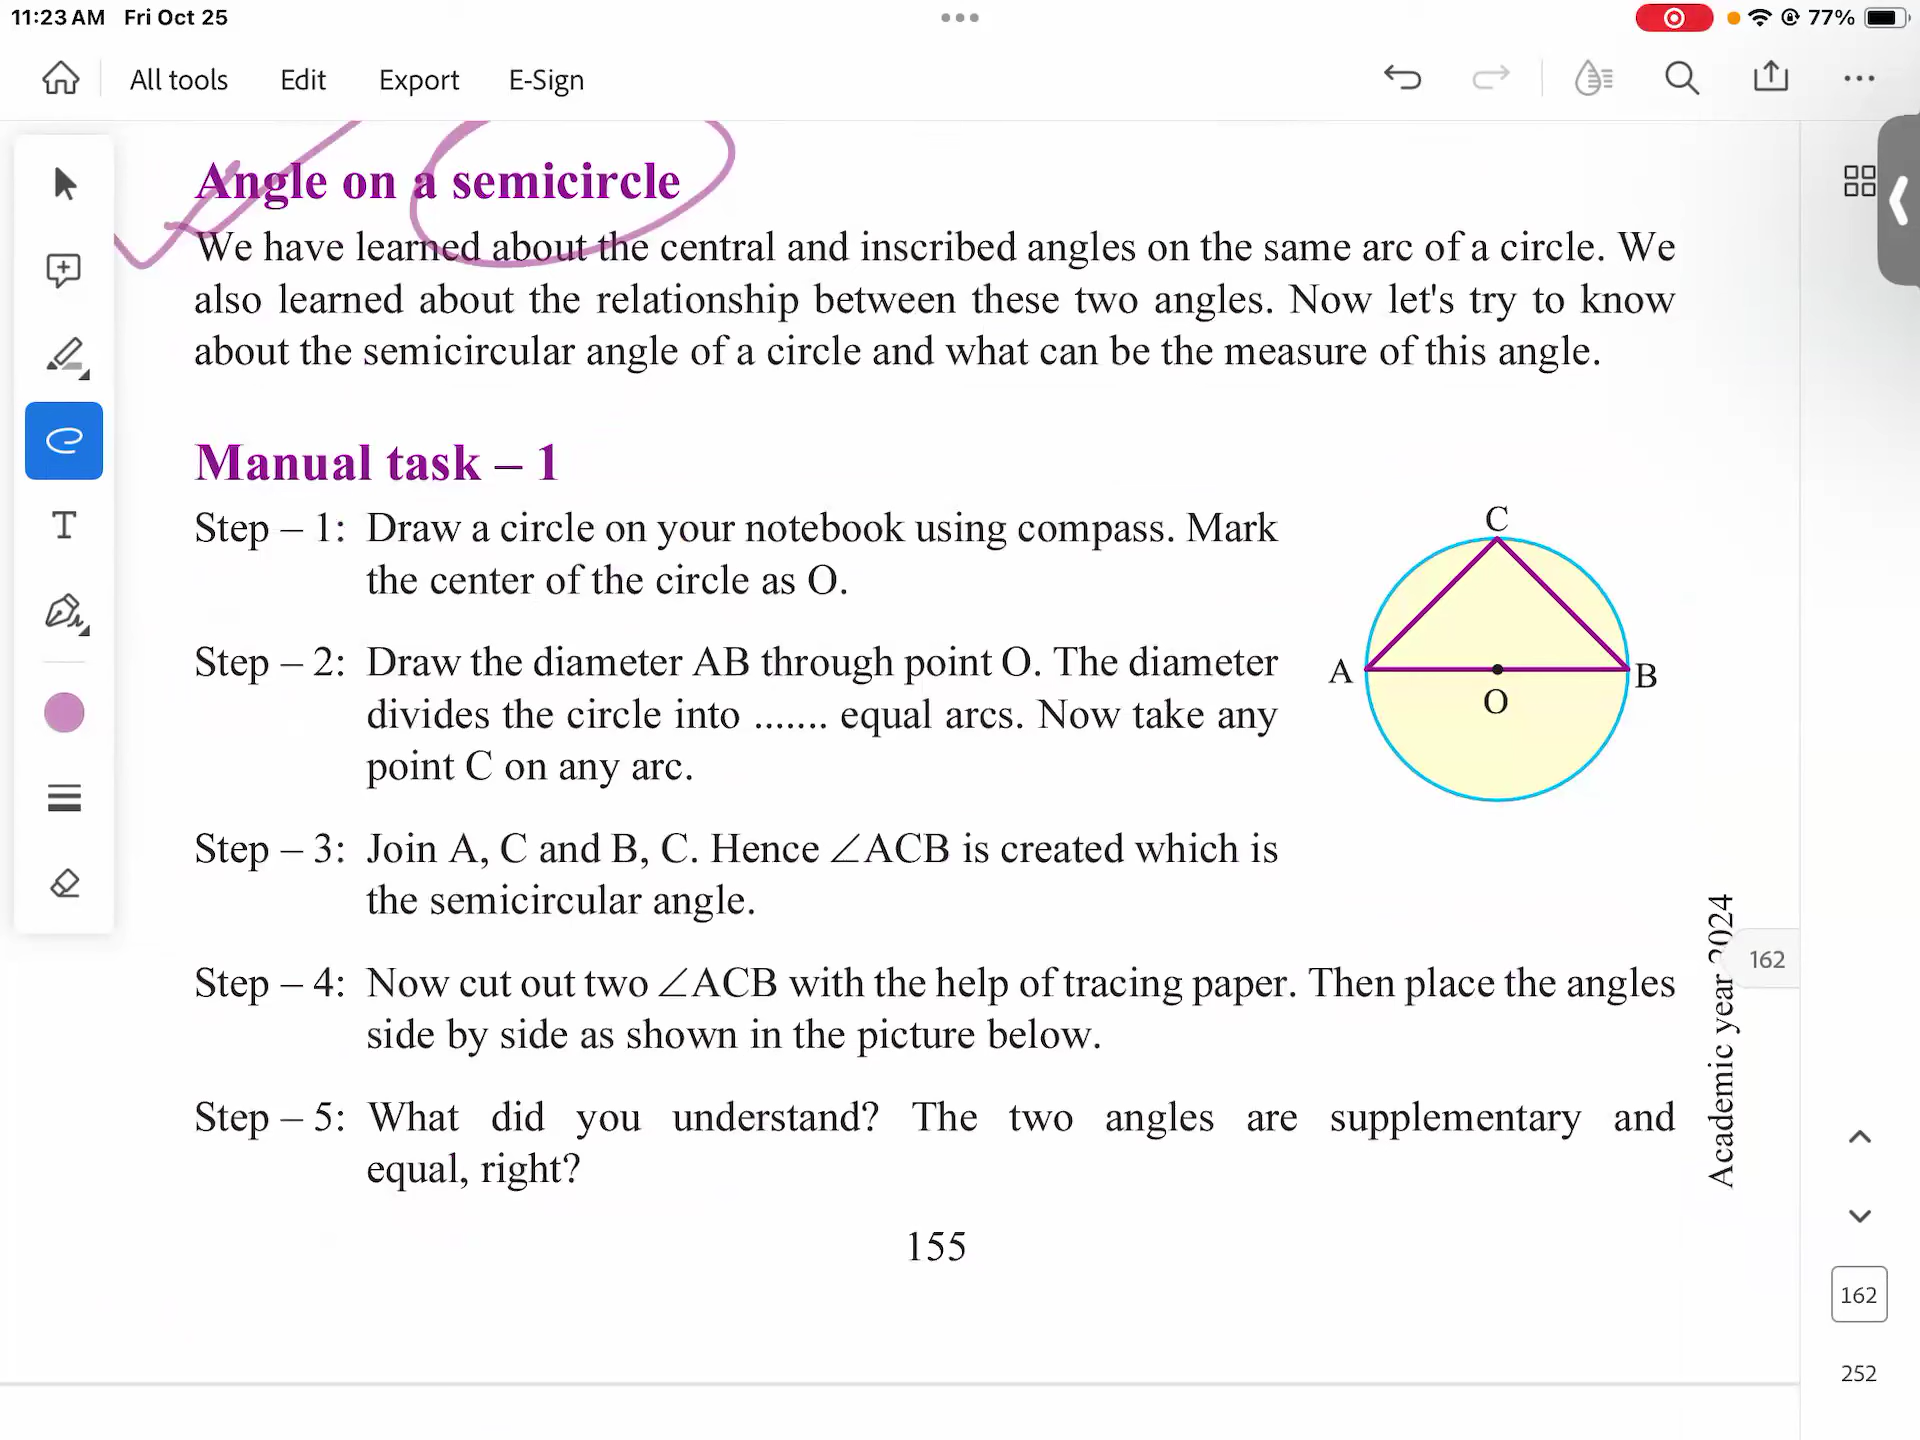 11:23 AM Fri Oct 25
77%
All tools Edit Export E-Sign
Angle on a semicircle
We have learned about the central and inscribed angles on the same arc of a circle. We
also learned about the relationship between these two angles. Now let's try to know
about the semicircular angle of a circle and what can be the measure of this angle.
Manual task – 1
Step – 1: Draw a circle on your notebook using compass. Mark
the center of the circle as O.
Step – 2: Draw the diameter AB through point O. The diameter
divides the circle into ....... equal arcs. Now take any
point C on any arc.
C
A
B
O
Step – 3: Join A, C and B, C. Hence ∠ACB is created which is
the semicircular angle.
Step – 4: Now cut out two ∠ACB with the help of tracing paper. Then place the angles
side by side as shown in the picture below.
Step – 5: What did you understand? The two angles are supplementary and
equal, right?
155
Academic year 2024
162
162
252